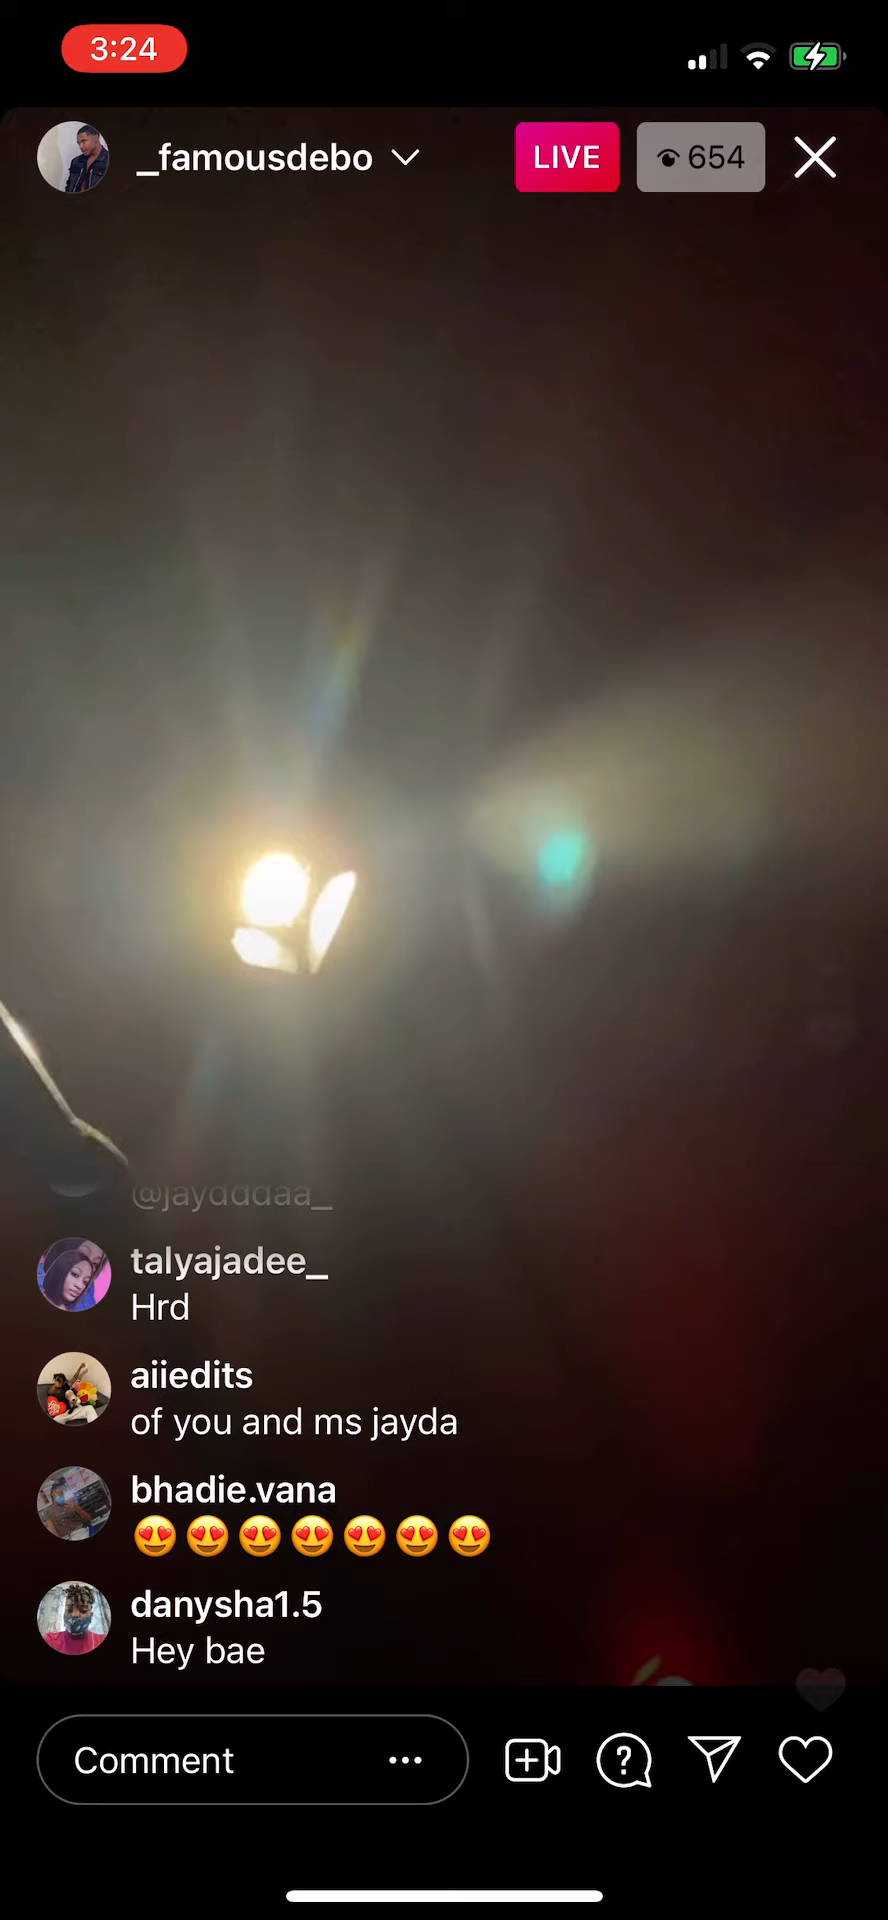 3:24
_famousdebo
LIVE
654
@jaydddaa_
talyajadee_
Hrd
aiiedits
of you and ms jayda
bhadie.vana
😍😍😍😍😍😍😍
danysha1.5
Hey bae
Comment